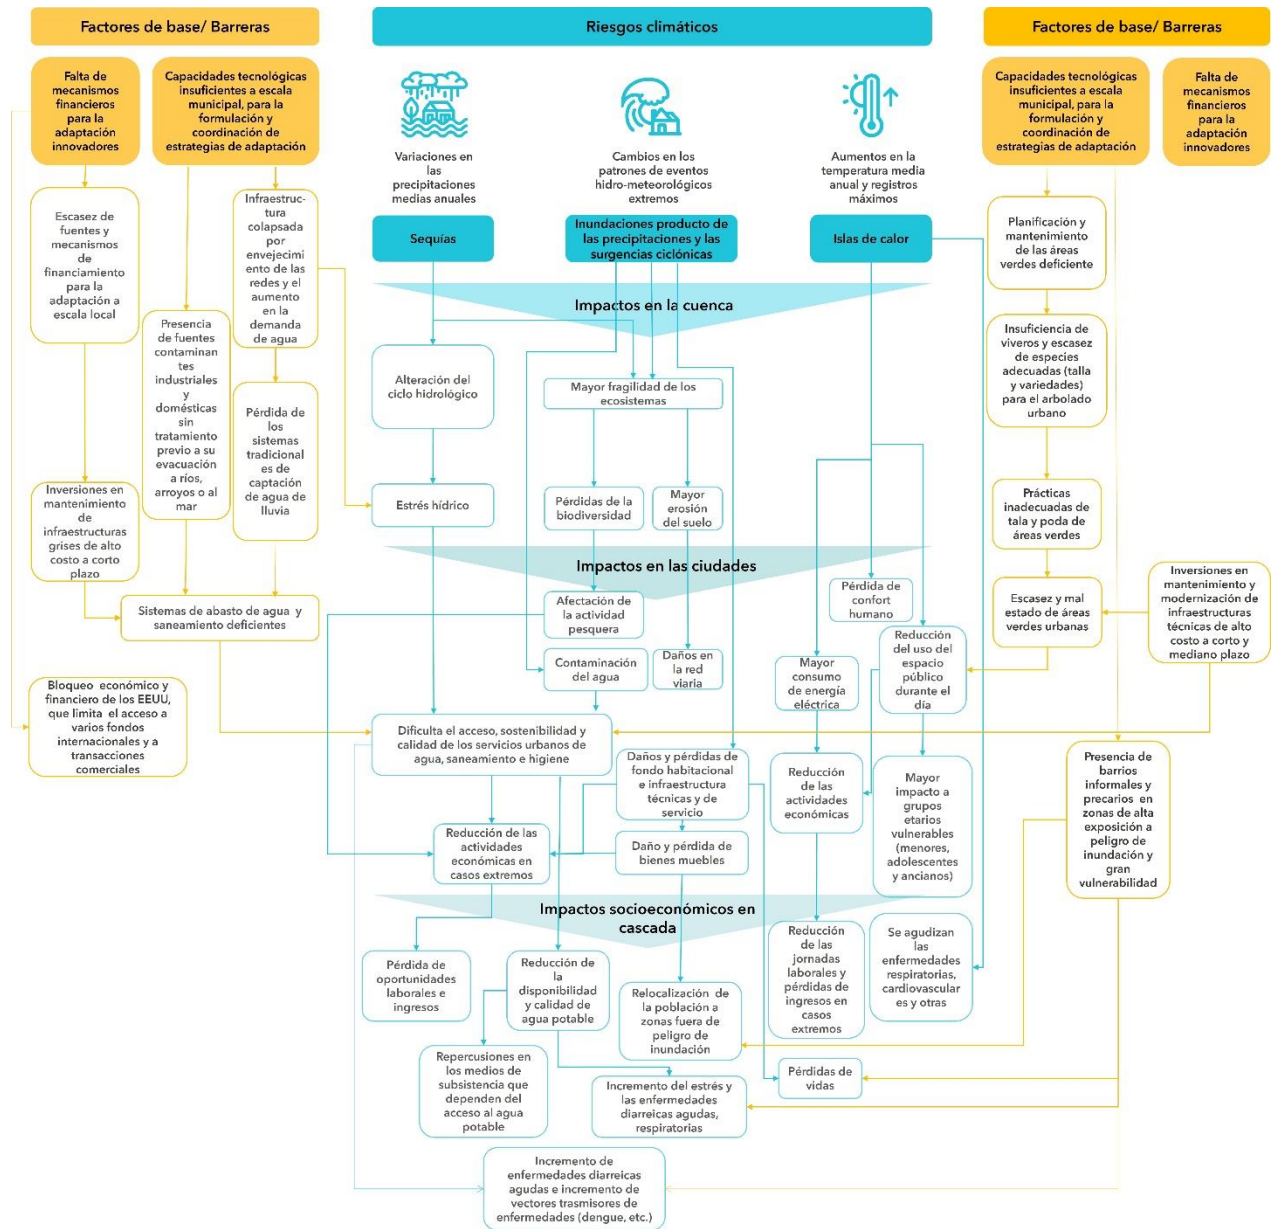 Factores de base/ Barreras
Falta de
mecanismos
financieros
para la
adaptación
innovadores
Capacidades tecnológicas
insuficientes a escala
municipal, para la
formulación y
coordinación de
estrategias de adaptación
Escasez de
fuentes y
mecanismos
de
financiamiento
para la
adaptación a
escala local
Infraestruc-
tura
colapsada
por
envejecimi
ento de las
redes y el
aumento
en la
demanda
de agua
Presencia
de fuentes
contaminan
tes
industriales
y
domésticas
sin
tratamiento
previo a su
evacuación
a ríos,
arroyos o al
mar
Pérdida de
los
sistemas
tradicional
es de
captación
de agua de
lluvia
Inversiones en
mantenimiento
de
infraestructuras
grises de alto
costo a corto
plazo
Sistemas de abasto de agua y
saneamiento deficientes
Bloqueo económico y
financiero de los EEUU,
que limita el acceso a
varios fondos
internacionales y a
transacciones
comerciales
Riesgos climáticos
Variaciones en
las
precipitaciones
medias anuales
Cambios en los
patrones de eventos
hidro-meteorológicos
extremos
Aumentos en la
temperatura media
anual y registros
máximos
Sequías
Inundaciones producto de
las precipitaciones y las
surgencias ciclónicas
Islas de calor
Impactos en la cuenca
Alteración del
ciclo hidrológico
Mayor fragilidad de los
ecosistemas
Estrés hídrico
Pérdidas de la
biodiversidad
Mayor
erosión
del suelo
Impactos en las ciudades
Afectación de
la actividad
pesquera
Pérdida de
confort
humano
Contaminación
del agua
Daños en
la red
viaria
Mayor
consumo
de energía
eléctrica
Reducción
del uso del
espacio
público
durante el
día
Dificulta el acceso, sostenibilidad y
calidad de los servicios urbanos de
agua, saneamiento e higiene
Daños y pérdidas de
fondo habitacional
e infraestructura
técnicas y de
servicio
Reducción de
las
actividades
económicas
Mayor
impacto a
grupos
etarios
vulnerables
(menores,
adolescentes
y ancianos)
Reducción de las
actividades
económicas en
casos extremos
Daño y pérdida de
bienes muebles
Impactos socioeconómicos en
cascada
Pérdida de
oportunidades
laborales e
ingresos
Reducción de
la
disponibilidad
y calidad de
agua potable
Relocalización de
la población a
zonas fuera de
peligro de
inundación
Reducción
de las
jornadas
laborales y
pérdidas de
ingresos en
casos
extremos
Se agudizan
las
enfermedades
respiratorias,
cardiovascular
es y otras
Repercusiones en
los medios de
subsistencia que
dependen del
acceso al agua
potable
Incremento del estrés y
las enfermedades
diarreicas agudas,
respiratorias
Pérdidas de
vidas
Incremento de
enfermedades diarreicas
agudas e incremento de
vectores trasmisores de
enfermedades (dengue, etc.)
Factores de base/ Barreras
Capacidades tecnológicas
insuficientes a escala
municipal, para la
formulación y
coordinación de
estrategias de adaptación
Falta de
mecanismos
financieros
para la
adaptación
innovadores
Planificación y
mantenimiento
de las áreas
verdes deficiente
Insuficiencia de
viveros y escasez
de especies
adecuadas (talla
y variedades)
para el arbolado
urbano
Prácticas
inadecuadas de
tala y poda de
áreas verdes
Escasez y mal
estado de áreas
verdes urbanas
Inversiones en
mantenimiento y
modernización de
infraestructuras
técnicas de alto
costo a corto y
mediano plazo
Presencia de
barrios
informales y
precarios en
zonas de alta
exposición a
peligro de
inundación y
gran
vulnerabilidad